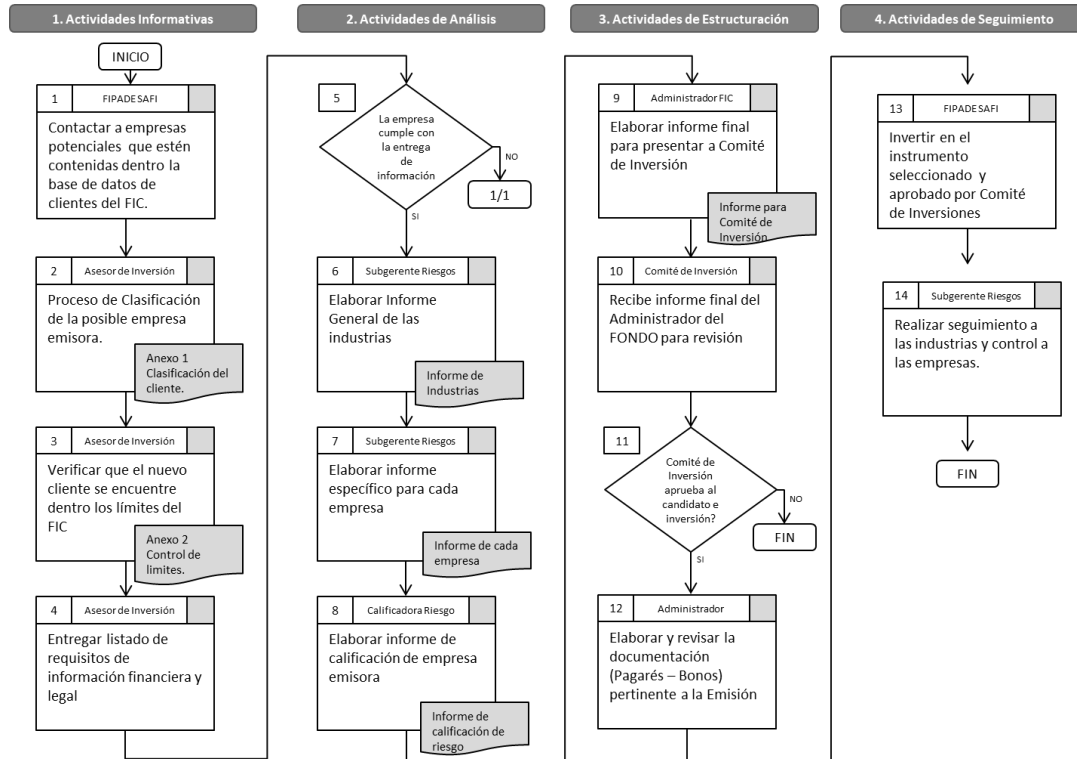 1. Actividades Informativas
INICIO
1
FIPADE SAFI
Contactar a empresas
potenciales que estén
contenidas dentro la
base de datos de
clientes del FIC.
2
Asesor de Inversión
Proceso de Clasificación
de la posible empresa
emisora.
Anexo 1
Clasificación del
cliente.
3
Asesor de Inversión
Verificar que el nuevo
cliente se encuentre
dentro los límites del
FIC
Anexo 2
Control de
limites.
4
Asesor de Inversión
Entregar listado de
requisitos de
información financiera y
legal
2. Actividades de Análisis
5
La empresa
cumple con
la entrega
de
información
NO
1/1
SI
6
Subgerente Riesgos
Elaborar Informe
General de las
industrias
Informe de
Industrias
7
Subgerente Riesgos
Elaborar informe
específico para cada
empresa
Informe de cada
empresa
8
Calificadora Riesgo
Elaborar informe de
calificación de empresa
emisora
Informe de
calificación de
riesgo
3. Actividades de Estructuración
9
Administrador FIC
Elaborar informe final
para presentar a Comité
de Inversión
Informe para
Comité de
Inversión
10
Comité de Inversión
Recibe informe final del
Administrador del
FONDO para revisión
11
Comité de
Inversión
aprueba al
candidato e
inversión?
NO
FIN
SI
12
Administrador
Elaborar y revisar la
documentación
(Pagarés – Bonos)
pertinente a la Emisión
4. Actividades de Seguimiento
13
FIPADE SAFI
Invertir en el
instrumento
seleccionado y
aprobado por Comité
de Inversiones
14
Subgerente Riesgos
Realizar seguimiento a
las industrias y control a
las empresas.
FIN